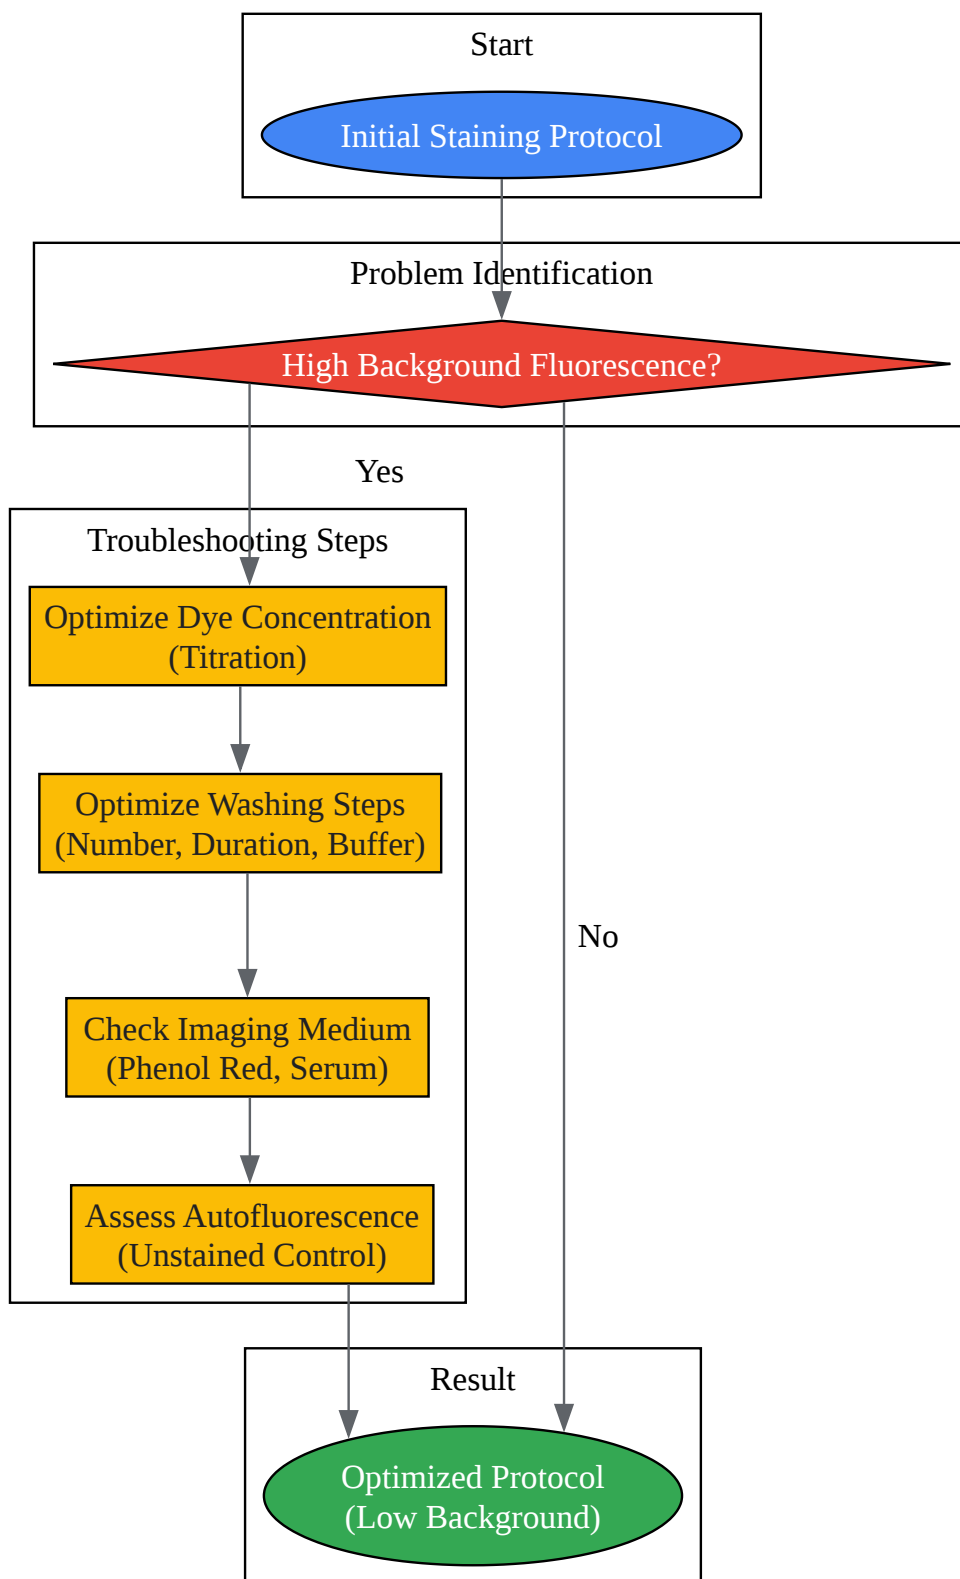 Start
Initial Staining Protocol
Problem Identification
High Background Fluorescence?
Yes
Troubleshooting Steps
Optimize Dye Concentration
(Titration)
Optimize Washing Steps
(Number, Duration, Buffer)
No
Check Imaging Medium
(Phenol Red, Serum)
Assess Autofluorescence
(Unstained Control)
Result
Optimized Protocol
(Low Background)